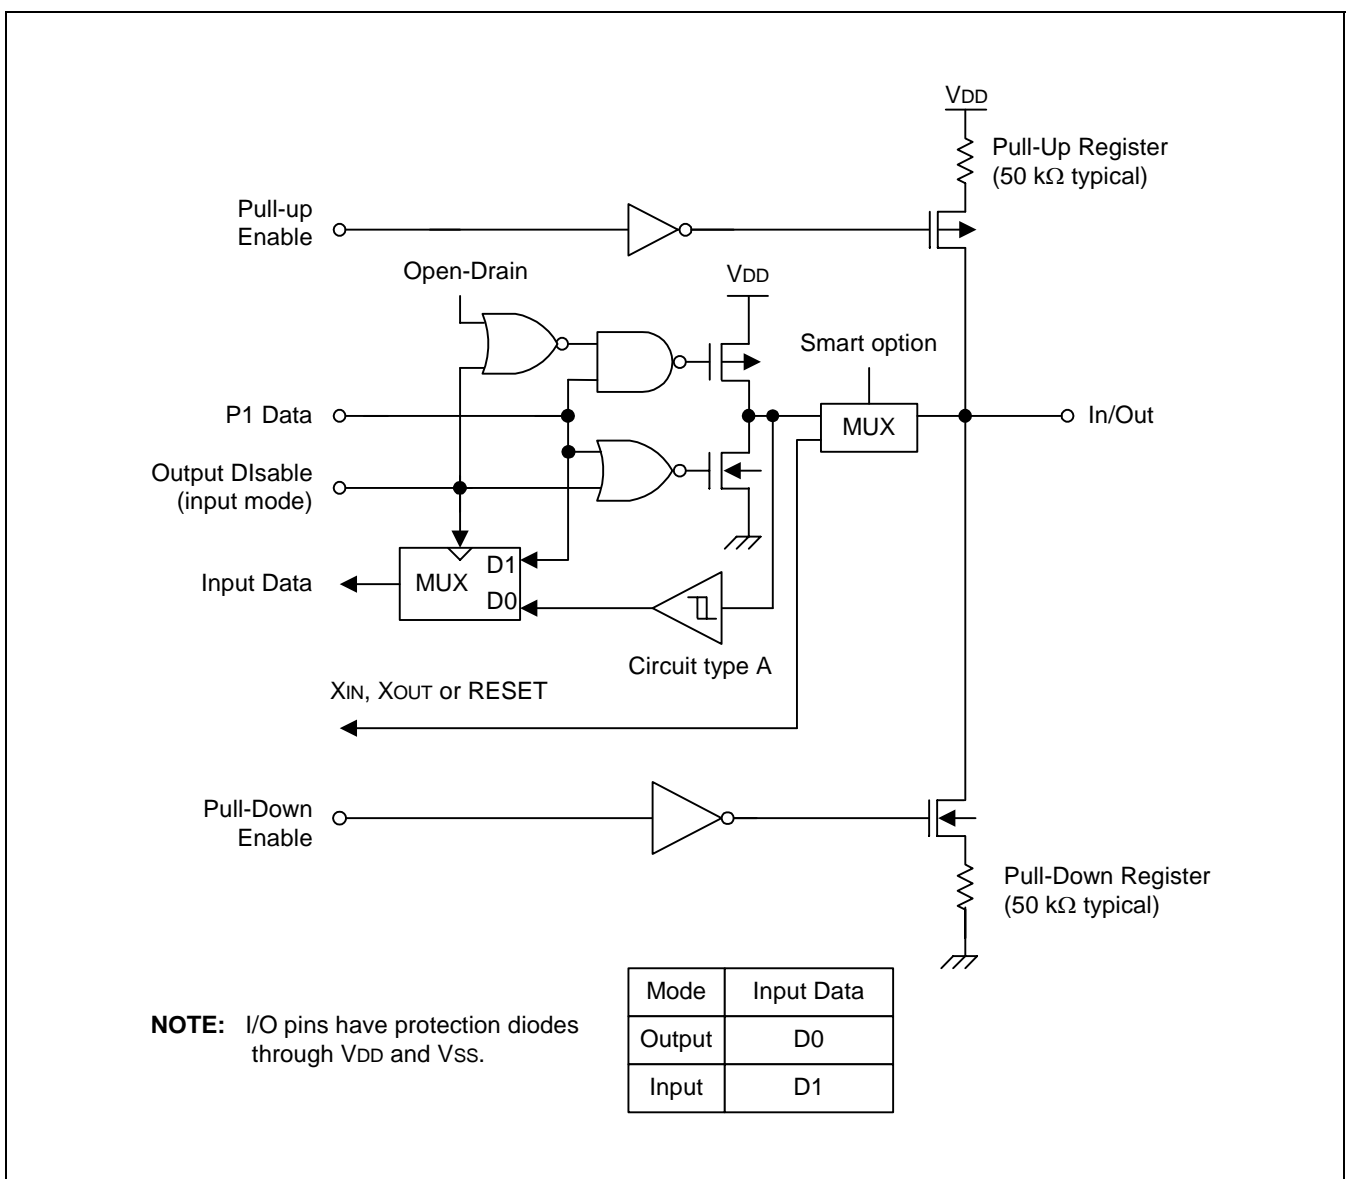 VDD
Pull-Up Register
(50 kΩ typical)
Pull-up
Enable
Open-Drain
VDD
Smart option
P1 Data
MUX
In/Out
Output DIsable
(input mode)
Input Data
MUX
D1
D0
Circuit type A
XIN, XOUT or RESET
Pull-Down
Enable
Pull-Down Register
(50 kΩ typical)
Mode Input Data
Output D0
Input D1
NOTE: I/O pins have protection diodes
through VDD and VSS.